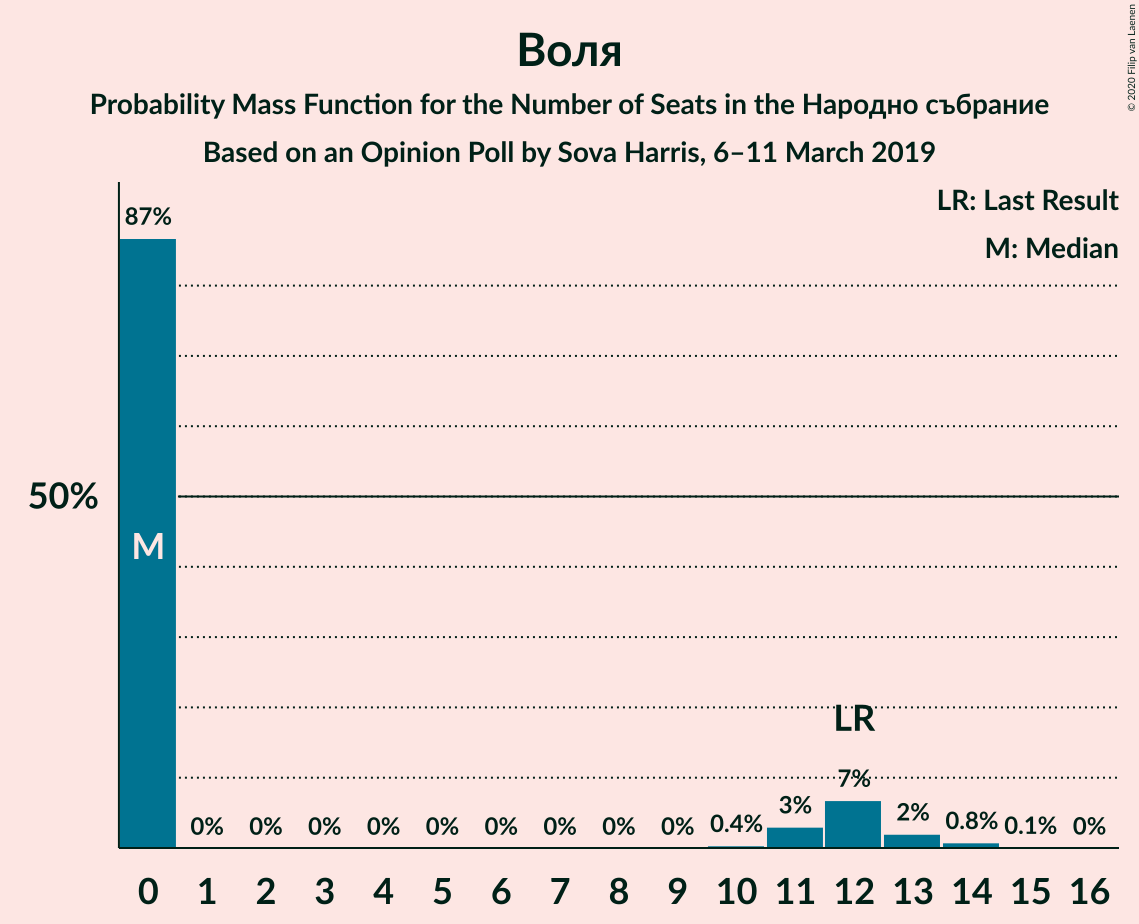 Воля
Probability Mass Function for the Number of Seats in the Народно събрание
Based on an Opinion Poll by Sova Harris, 6–11 March 2019
© 2020 Filip van Laenen
LR: Last Result
M: Median
87%
50%
M
LR
0% 0% 0% 0% 0% 0% 0% 0% 0% 0.4% 3% 7% 2% 0.8% 0.1% 0%
0 1 2 3 4 5 6 7 8 9 10 11 12 13 14 15 16